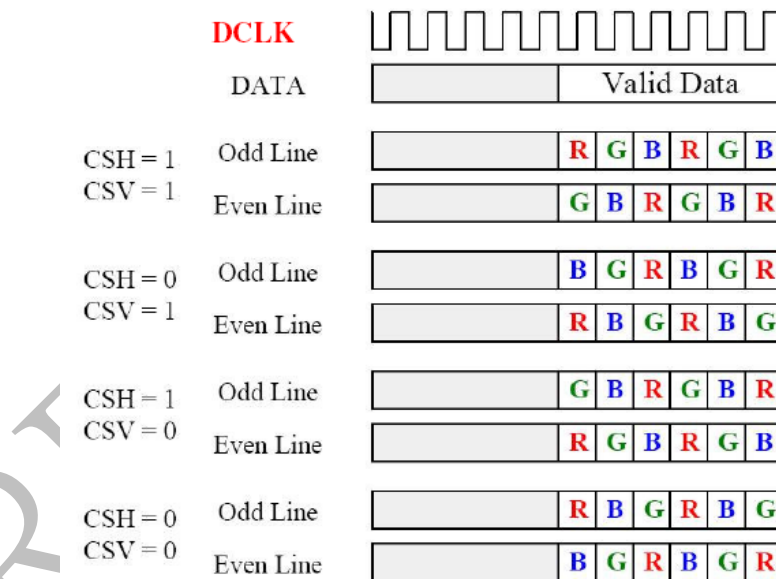 DCLK
DATA Valid Data
CSH = 1 Odd Line R G B R G B
CSV = 1 Even Line G B R G B R
CSH = 0 Odd Line B G R B G R
CSV = 1 Even Line R B G R B G
CSH = 1 Odd Line G B R G B R
CSV = 0 Even Line R G B R G B
CSH = 0 Odd Line R B G R B G
CSV = 0 Even Line B G R B G R